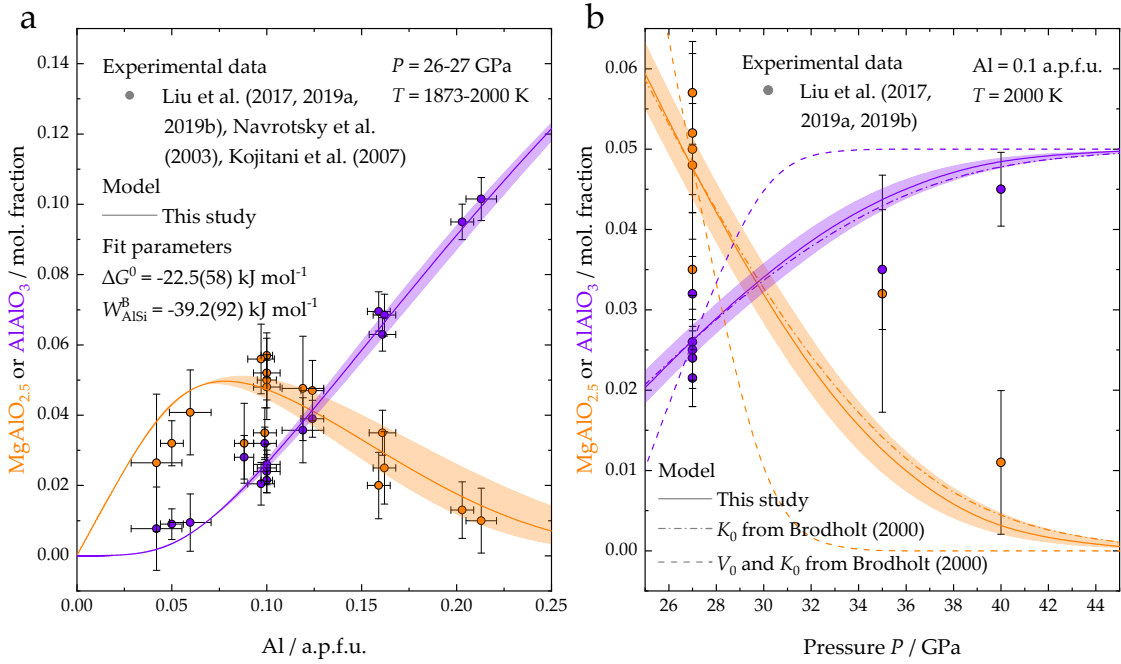 a
MgAlO2.5 or AlAlO3 / mol. fraction
0.14
0.12
0.10
0.08
0.06
0.04
0.02
0.00
Experimental data
Liu et al. (2017, 2019a,
2019b), Navrotsky et al.
(2003), Kojitani et al. (2007)
P = 26-27 GPa
T = 1873-2000 K
Model
This study
Fit parameters
ΔG⁰ = -22.5(58) kJ mol⁻¹
W^B_AlSi = -39.2(92) kJ mol⁻¹
0.00 0.05 0.10 0.15 0.20 0.25
Al / a.p.f.u.
b
MgAlO2.5 or AlAlO3 / mol. fraction
0.06
0.05
0.04
0.03
0.02
0.01
0.00
Experimental data
Liu et al. (2017,
2019a, 2019b)
Al = 0.1 a.p.f.u.
T = 2000 K
Model
This study
K0 from Brodholt (2000)
V0 and K0 from Brodholt (2000)
26 28 30 32 34 36 38 40 42 44
Pressure P / GPa